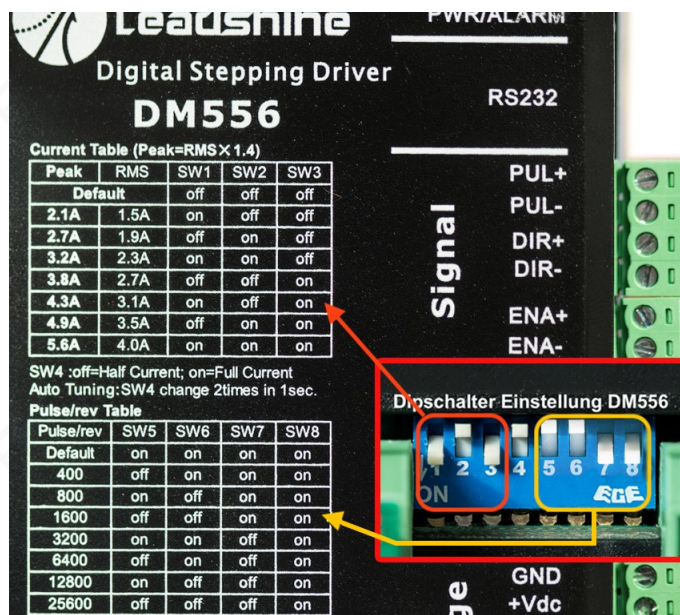 Leadshine
Digital Stepping Driver
DM556
Current Table (Peak=RMS×1.4)
Peak RMS SW1 SW2 SW3
Default off off off
2.1A 1.5A on off off
2.7A 1.9A off on off
3.2A 2.3A on on off
3.8A 2.7A off off on
4.3A 3.1A on off on
4.9A 3.5A off on on
5.6A 4.0A on on on
SW4 :off=Half Current; on=Full Current
Auto Tuning:SW4 change 2times in 1sec.
Pulse/rev Table
Pulse/rev SW5 SW6 SW7 SW8
Default on on on on
400 off on on on
800 on off on on
1600 off off on on
3200 on on off on
6400 off on off on
12800 on off off on
25600 off off off on
PWR/ALARM
RS232
Signal
PUL+
PUL-
DIR+
DIR-
ENA+
ENA-
Dipschalter Einstellung DM556
1 2 3 4 5 6 7 8
ON
GND
+Vdc